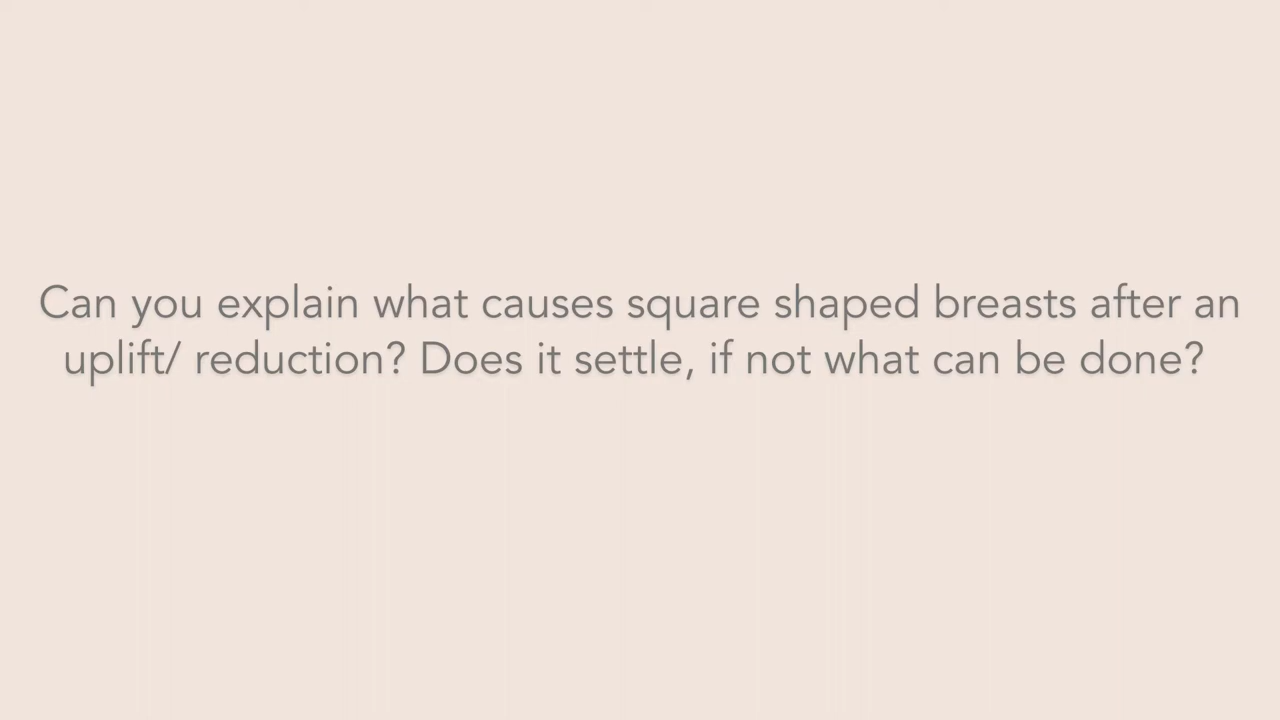 Can you explain what causes square shaped breasts after an
uplift/ reduction? Does it settle, if not what can be done?